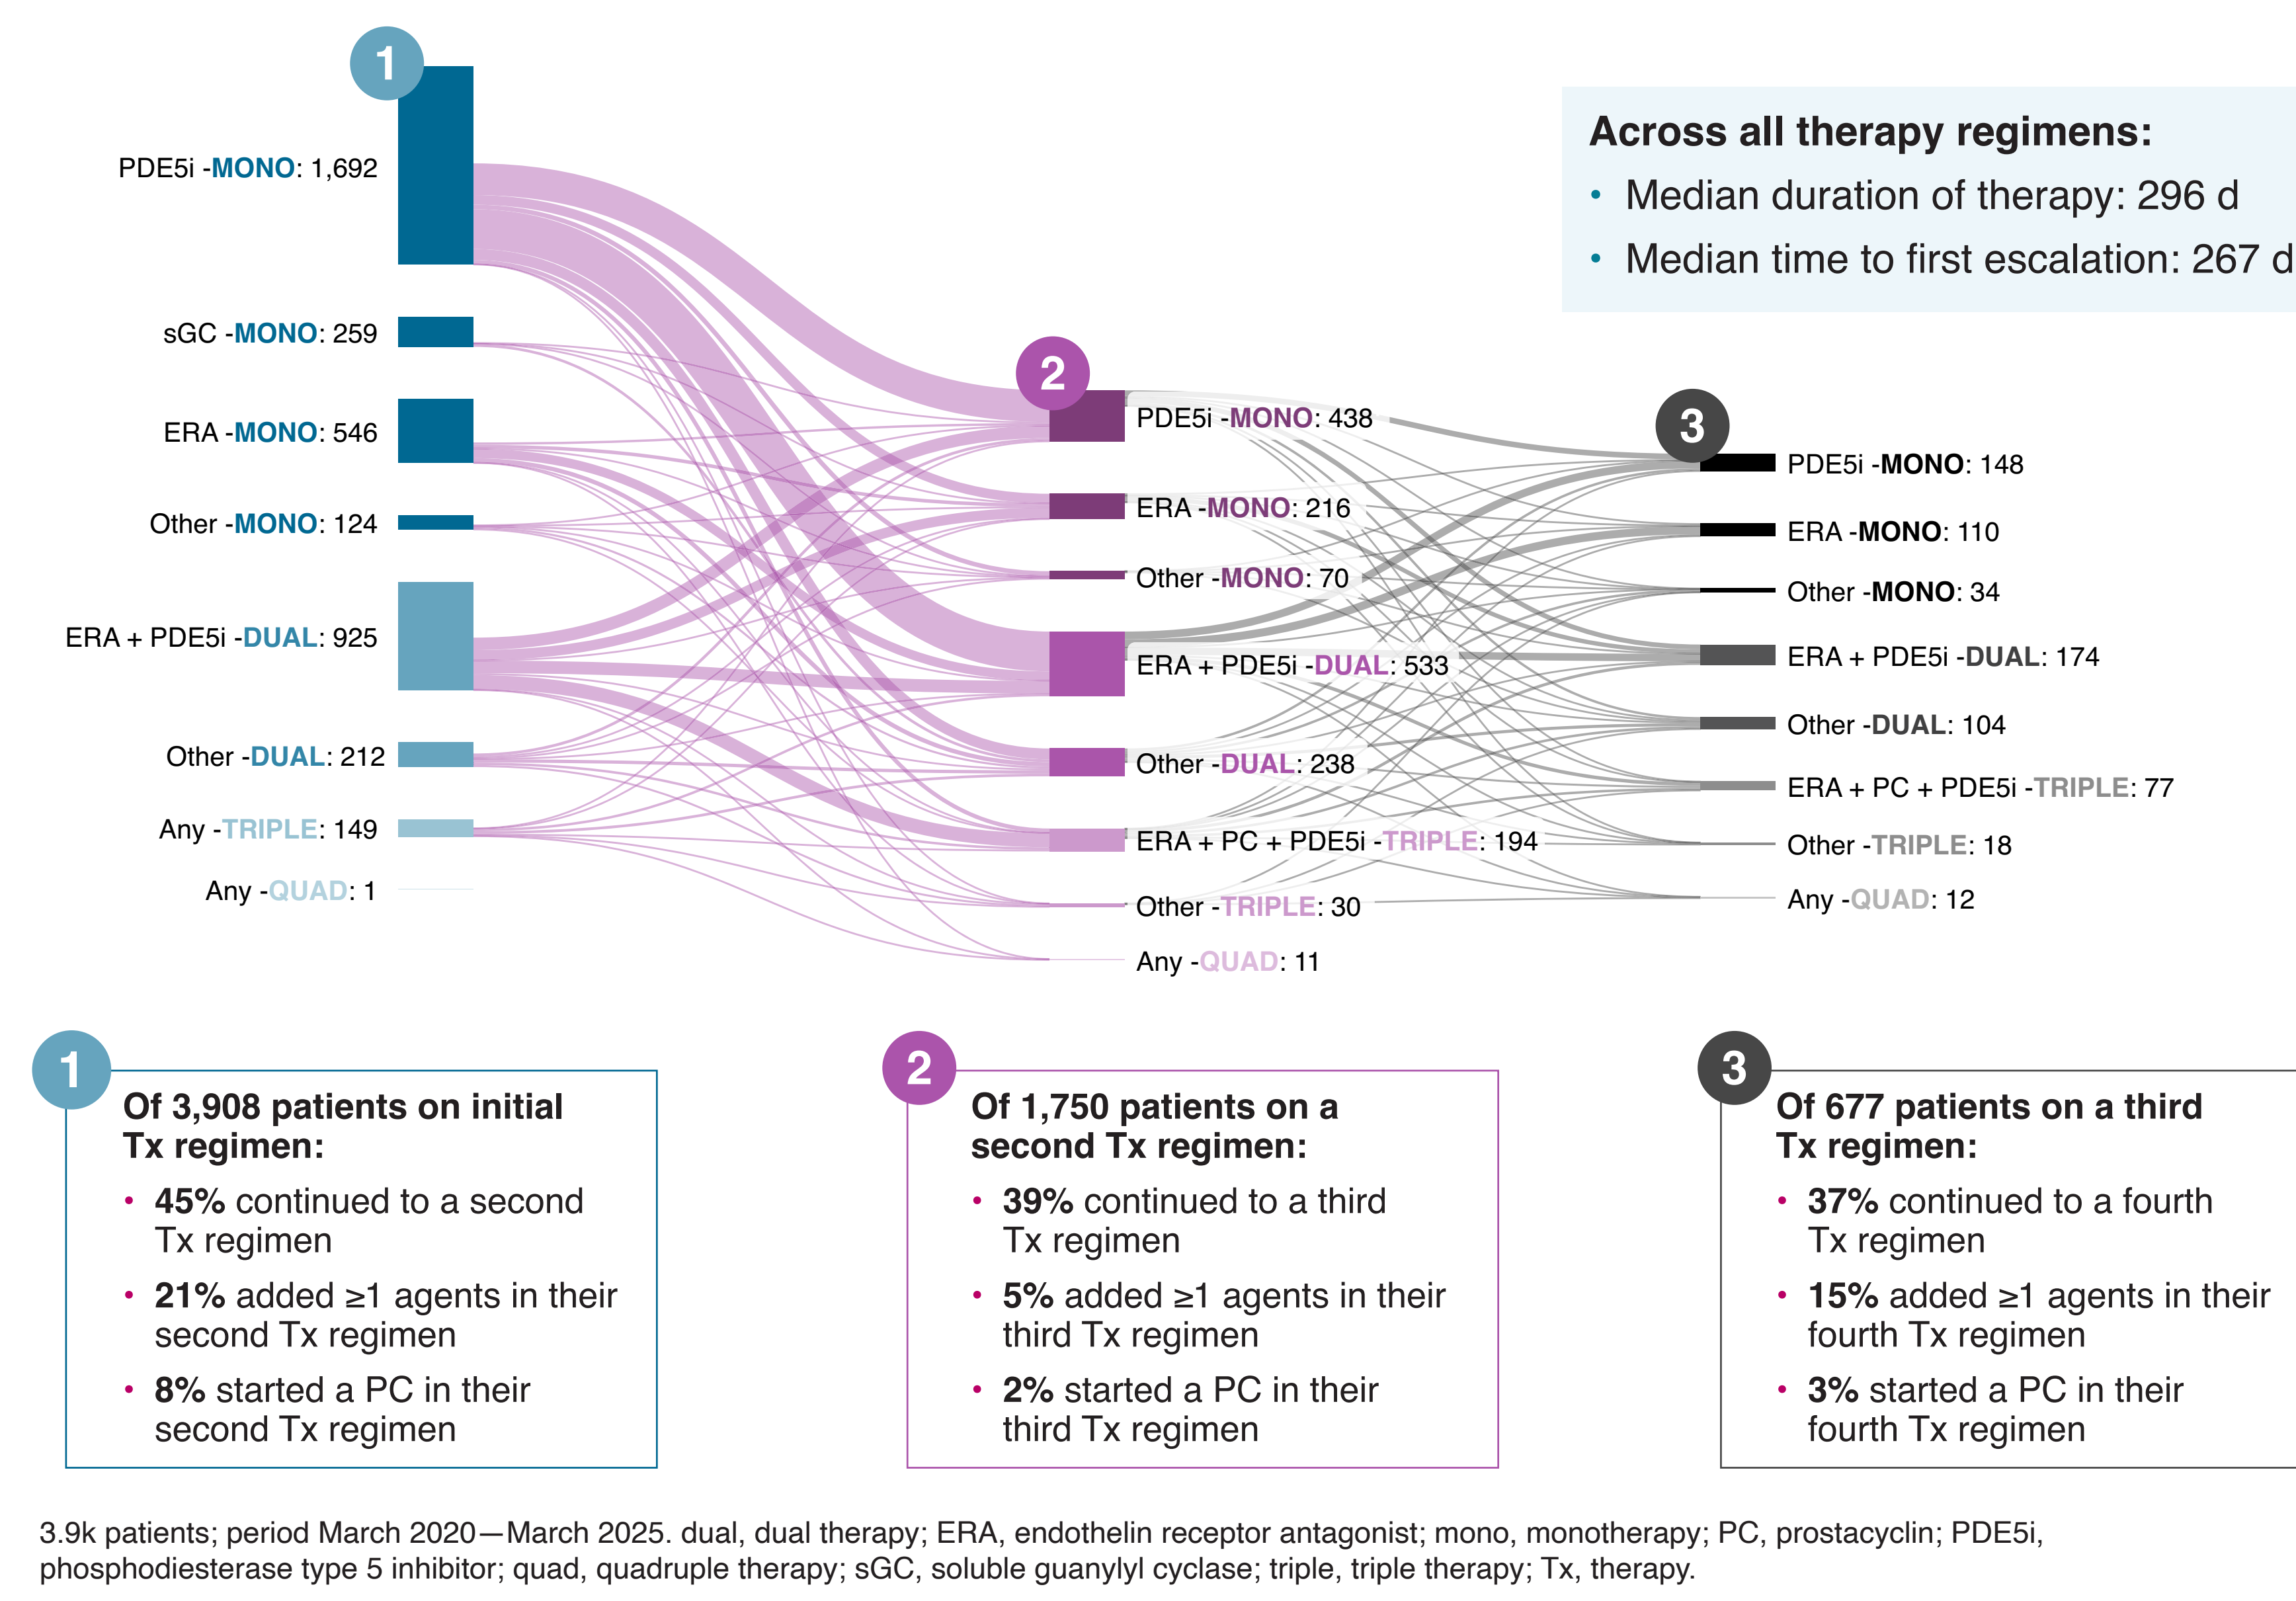 1
PDE5i -MONO: 1,692
sGC -MONO: 259
ERA -MONO: 546
Other -MONO: 124
ERA + PDE5i -DUAL: 925
Other -DUAL: 212
Any -TRIPLE: 149
Any -QUAD: 1
2
PDE5i -MONO: 438
ERA -MONO: 216
Other -MONO: 70
ERA + PDE5i -DUAL: 533
Other -DUAL: 238
ERA + PC + PDE5i -TRIPLE: 194
Other -TRIPLE: 30
Any -QUAD: 11
Across all therapy regimens:
• Median duration of therapy: 296 d
• Median time to first escalation: 267 d
3
PDE5i -MONO: 148
ERA -MONO: 110
Other -MONO: 34
ERA + PDE5i -DUAL: 174
Other -DUAL: 104
ERA + PC + PDE5i -TRIPLE: 77
Other -TRIPLE: 18
Any -QUAD: 12
1
Of 3,908 patients on initial
Tx regimen:
• 45% continued to a second
Tx regimen
• 21% added ≥1 agents in their
second Tx regimen
• 8% started a PC in their
second Tx regimen
2
Of 1,750 patients on a
second Tx regimen:
• 39% continued to a third
Tx regimen
• 5% added ≥1 agents in their
third Tx regimen
• 2% started a PC in their
third Tx regimen
3
Of 677 patients on a third
Tx regimen:
• 37% continued to a fourth
Tx regimen
• 15% added ≥1 agents in their
fourth Tx regimen
• 3% started a PC in their
fourth Tx regimen
3.9k patients; period March 2020—March 2025. dual, dual therapy; ERA, endothelin receptor antagonist; mono, monotherapy; PC, prostacyclin; PDE5i,
phosphodiesterase type 5 inhibitor; quad, quadruple therapy; sGC, soluble guanylyl cyclase; triple, triple therapy; Tx, therapy.